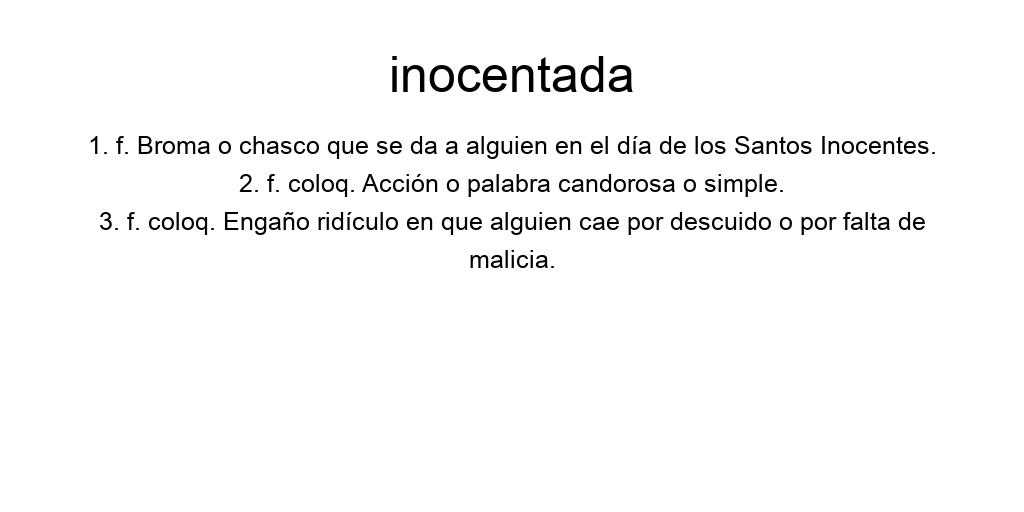 inocentada
1. f. Broma o chasco que se da a alguien en el día de los Santos Inocentes.
2. f. coloq. Acción o palabra candorosa o simple.
3. f. coloq. Engaño ridículo en que alguien cae por descuido o por falta de
malicia.